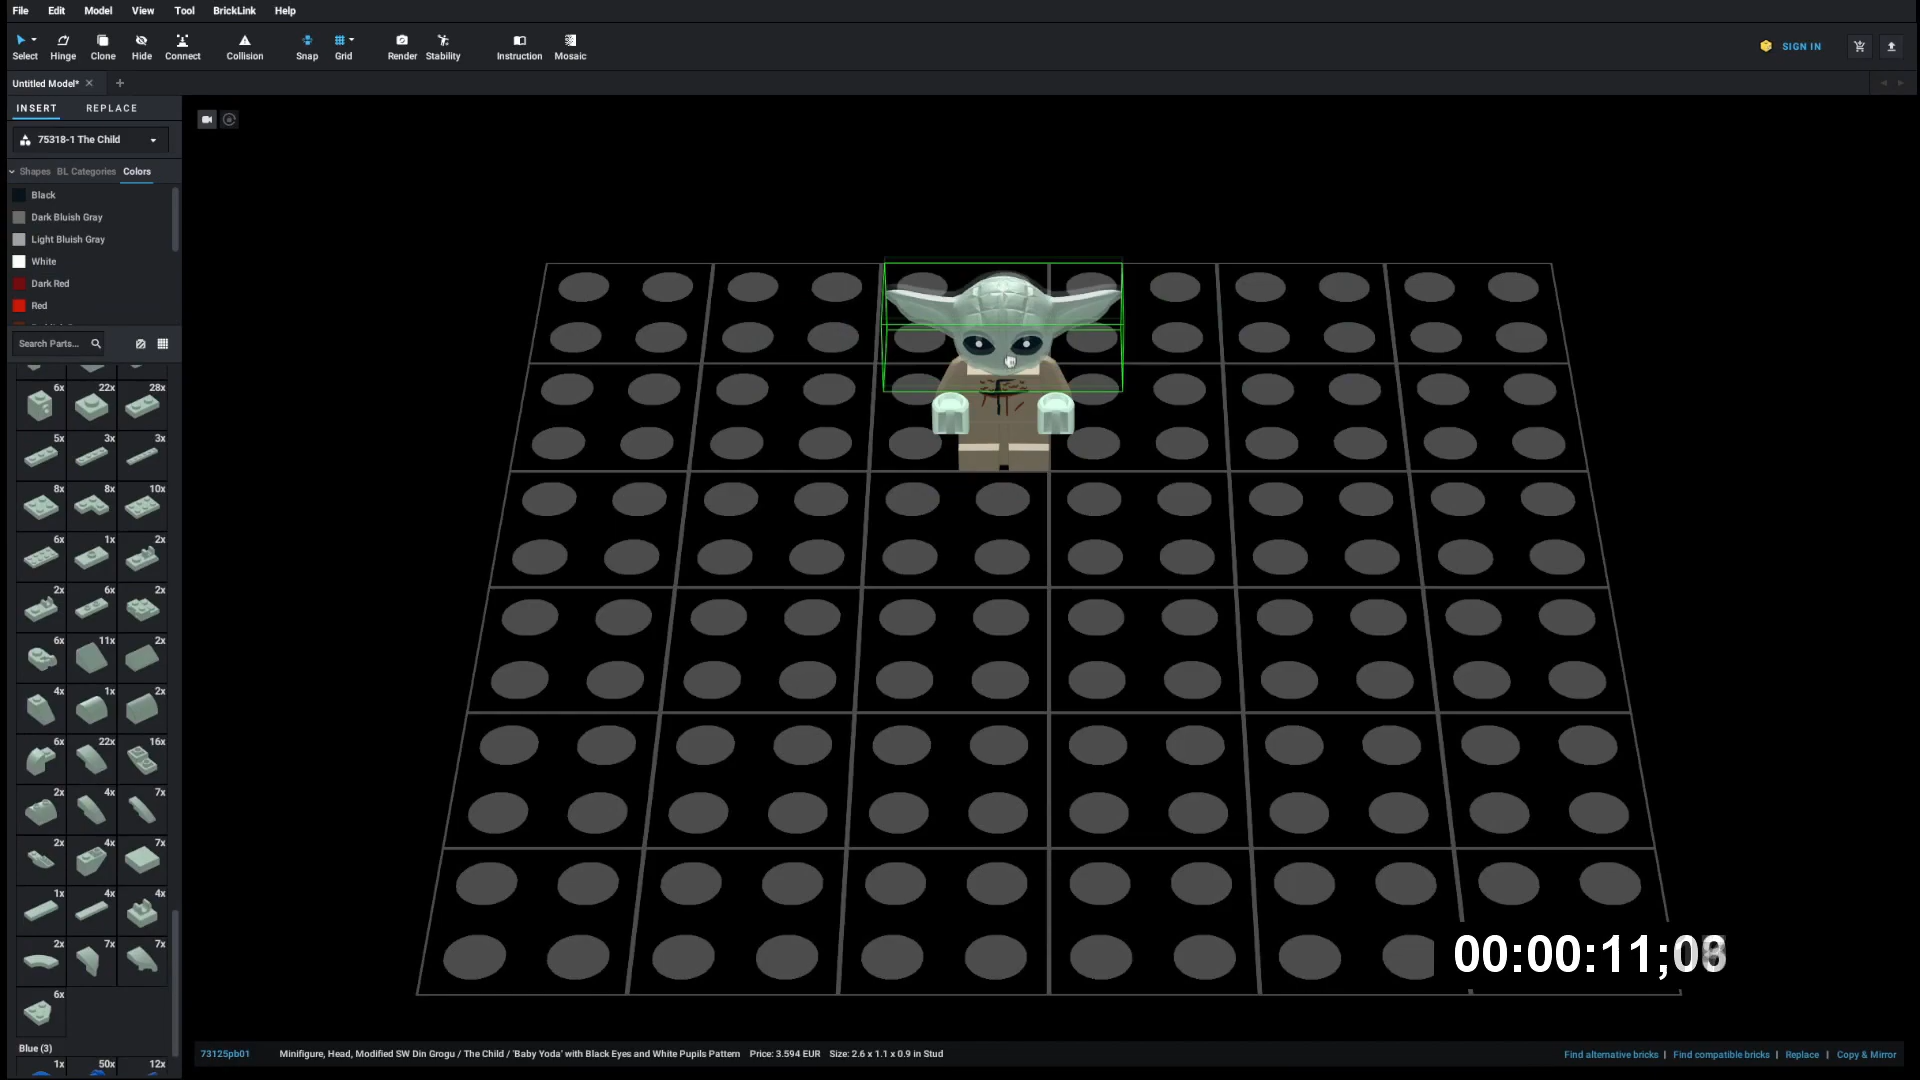 File Edit Model View Tool BrickLink Help
Select Hinge Clone Hide Connect Collision Snap Grid Render Stability Instruction Mosaic
SIGN IN
Untitled Model*
INSERT REPLACE
75318-1 The Child
Shapes BL Categories Colors
Black
Dark Bluish Gray
Light Bluish Gray
White
Dark Red
Red
Search Parts...
6x 22x 28x
5x 3x 3x
8x 8x 10x
6x 1x 2x
2x 6x 2x
6x 11x 2x
4x 1x 2x
6x 22x 16x
2x 4x 7x
2x 4x 7x
1x 4x 4x
2x 7x 7x
6x
Blue (3)
1x 50x 12x
00:00:11;08
73125pb01 Minifigure, Head, Modified SW Din Grogu / The Child / 'Baby Yoda' with Black Eyes and White Pupils Pattern Price: 3.594 EUR Size: 2.6 x 1.1 x 0.9 in Stud
Find alternative bricks | Find compatible bricks | Replace | Copy & Mirror